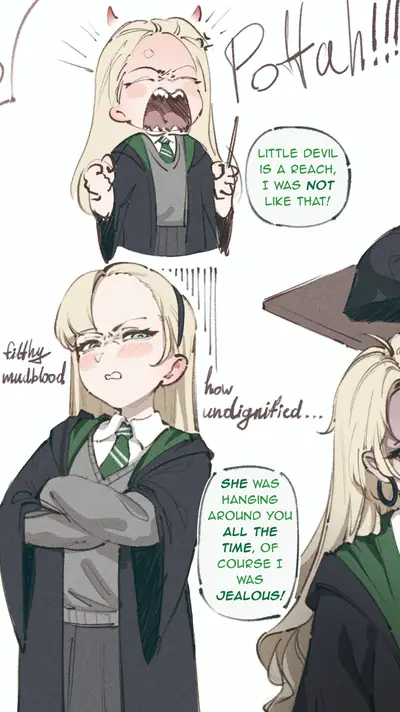 Pottah!!!
LITTLE DEVIL
IS A REACH,
I WAS NOT
LIKE THAT!
filthy
mudblood
how
undignified...
SHE WAS
HANGING
AROUND YOU
ALL THE
TIME, OF
COURSE I
WAS
JEALOUS!